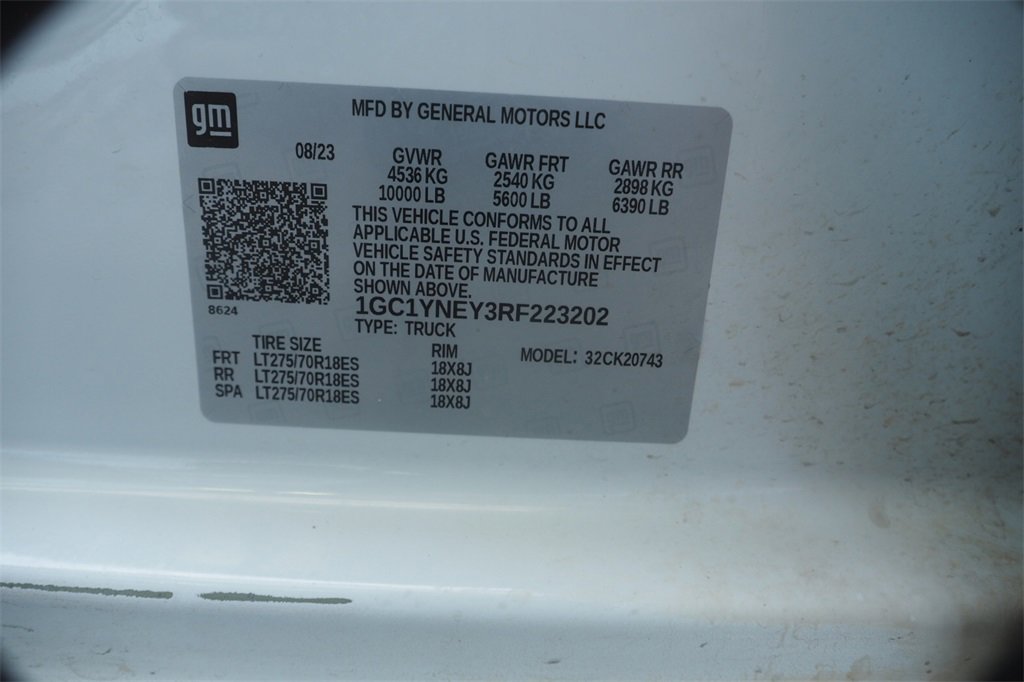 gm
MFD BY GENERAL MOTORS LLC
08/23
GVWR
4536 KG
10000 LB
GAWR FRT
2540 KG
5600 LB
GAWR RR
2898 KG
6390 LB
THIS VEHICLE CONFORMS TO ALL
APPLICABLE U.S. FEDERAL MOTOR
VEHICLE SAFETY STANDARDS IN EFFECT
ON THE DATE OF MANUFACTURE
SHOWN ABOVE.
8624
1GC1YNEY3RF223202
TYPE: TRUCK
MODEL: 32CK20743
TIRE SIZE RIM
FRT LT275/70R18ES 18X8J
RR LT275/70R18ES 18X8J
SPA LT275/70R18ES 18X8J